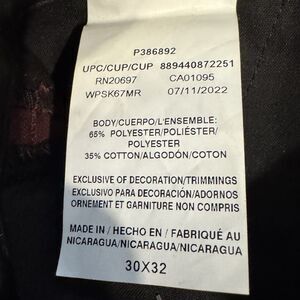 P386892
UPC/CUP/CUP 889440872251
RN20697 CA01095
WPSK67MR 07/11/2022
BODY/CUERPO/L'ENSEMBLE:
65% POLYESTER/POLIÉSTER/
POLYESTER
35% COTTON/ALGODÓN/COTON
EXCLUSIVE OF DECORATION/TRIMMINGS
EXCLUSIVO PARA DECORACIÓN/ADORNOS
ORNEMENT ET GARNITURE NON COMPRIS
MADE IN / HECHO EN / FABRIQUÉ AU
NICARAGUA/NICARAGUA/NICARAGUA
30X32